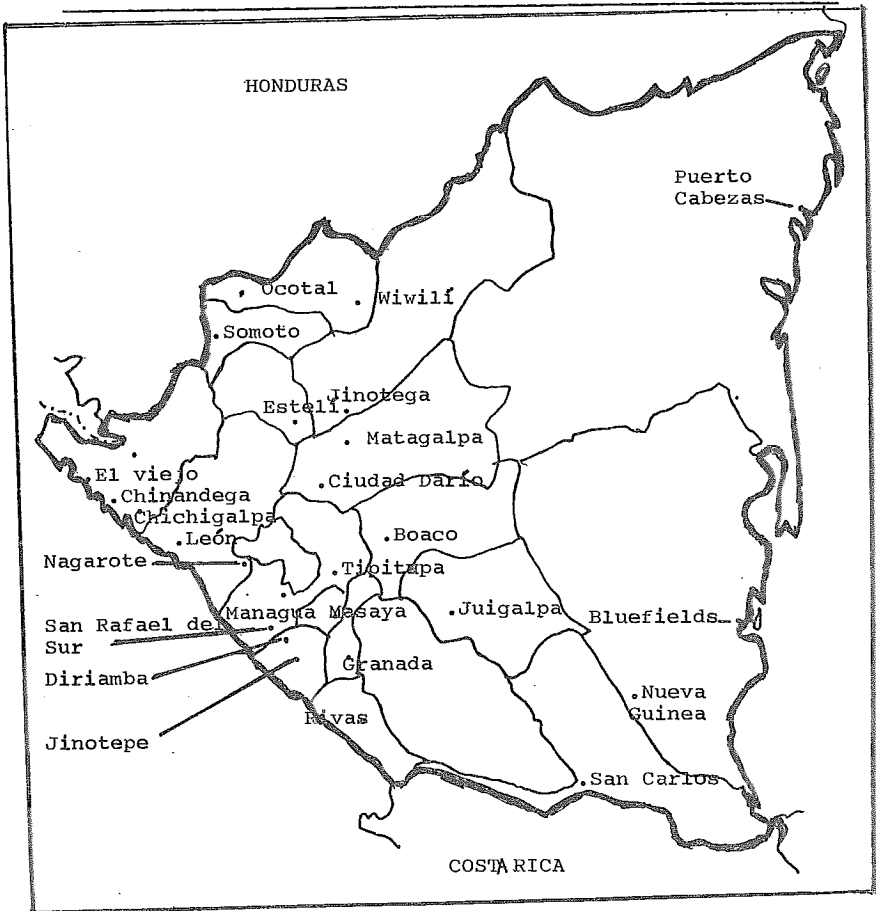 HONDURAS
Puerto
Cabezas
Ocotal
Wiwilí
Somoto
Jinotega
Estelí
Matagalpa
Ciudad Darío
El viejo
Chinandega
Chichigalpa
León
Boaco
Nagarote
Tipitupa
Managua Masaya
Juigalpa
Bluefields
San Rafael del
Sur
Granada
Diriamba
Nueva
Guinea
Rivas
Jinotepe
San Carlos
COSTA RICA